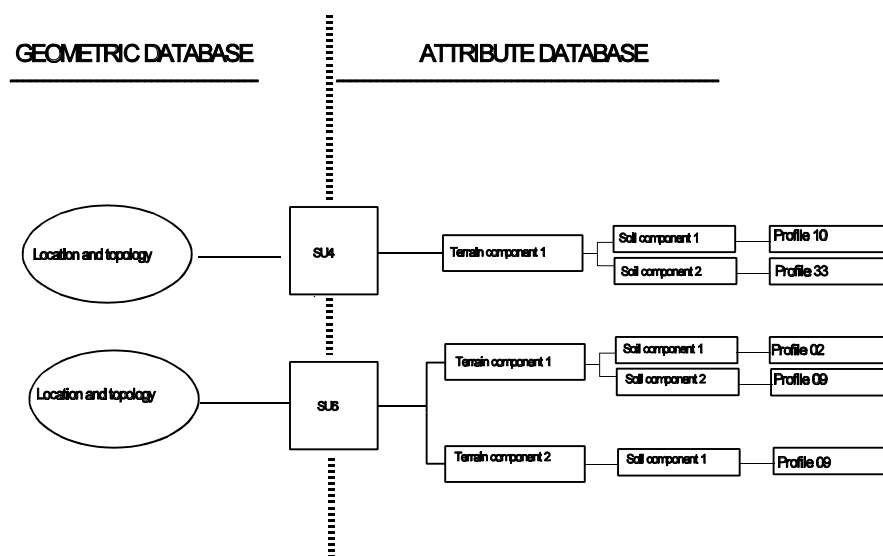 GEOMETRIC DATABASE
ATTRIBUTE DATABASE
Location and topology
SU4
Terrain component 1
Soil component 1
Profile 10
Soil component 2
Profile 33
Location and topology
SU5
Terrain component 1
Soil component 1
Profile 02
Soil component 2
Profile 09
Terrain component 2
Soil component 1
Profile 09